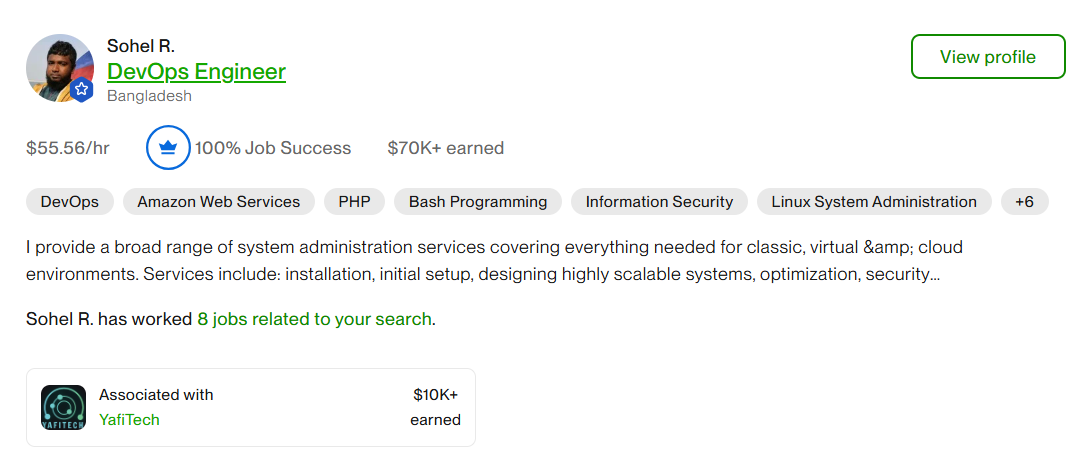 Sohel R.
DevOps Engineer
Bangladesh
View profile
$55.56/hr
100% Job Success
$70K+ earned
DevOps
Amazon Web Services
PHP
Bash Programming
Information Security
Linux System Administration
+6
I provide a broad range of system administration services covering everything needed for classic, virtual &amp; cloud
environments. Services include: installation, initial setup, designing highly scalable systems, optimization, security...
Sohel R. has worked 8 jobs related to your search.
YAFITECH
Associated with
YafiTech
$10K+
earned